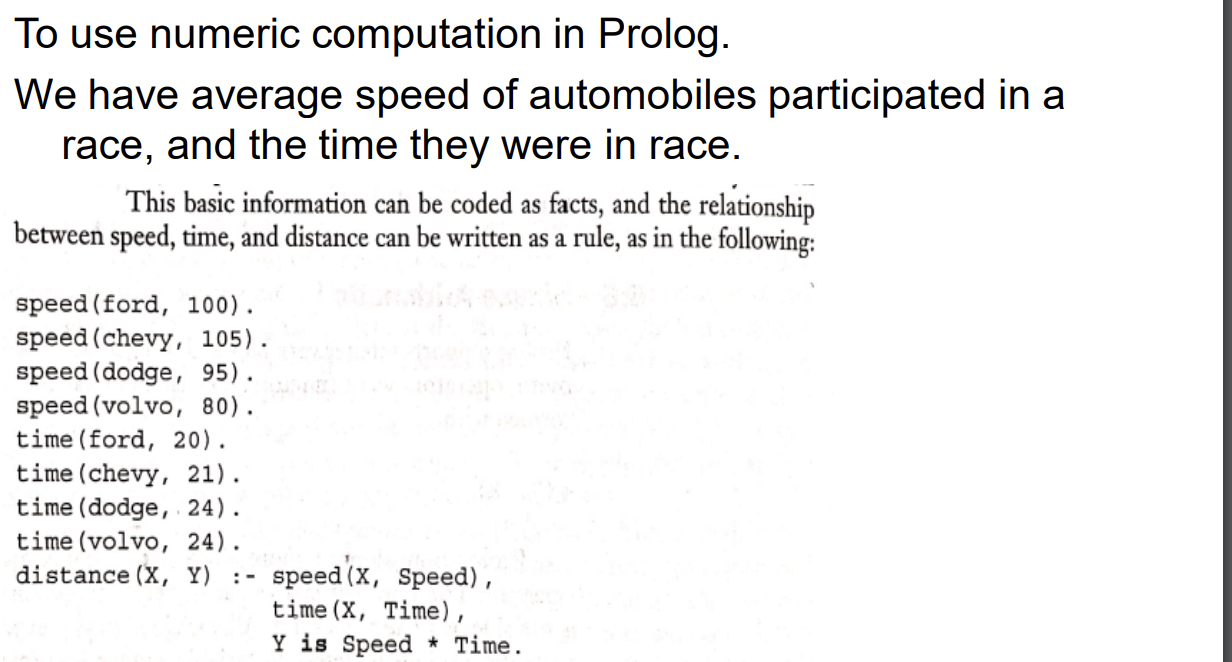 To use numeric computation in Prolog.
We have average speed of automobiles participated in a
race, and the time they were in race.
This basic information can be coded as facts, and the relationship
between speed, time, and distance can be written as a rule, as in the following:
speed(ford, 100).
speed(chevy, 105).
speed(dodge, 95).
speed(volvo, 80).
time(ford, 20).
time(chevy, 21).
time(dodge, 24).
time(volvo, 24).
distance(X, Y) :- speed(X, Speed),
time(X, Time),
Y is Speed * Time.